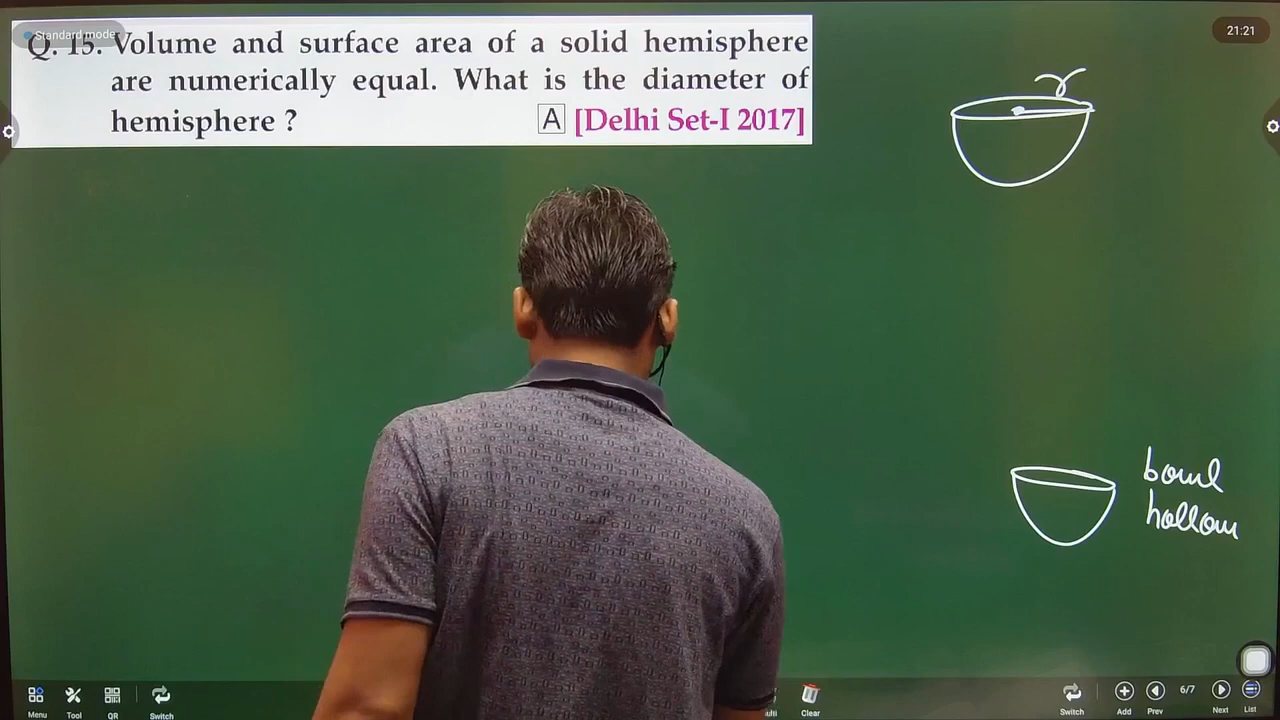 Standard mode
21:21
Q. 15. Volume and surface area of a solid hemisphere
are numerically equal. What is the diameter of
hemisphere ? A [Delhi Set-I 2017]
r
bowl
hollow
Menu Tool QR Switch Clear Switch Add Prev 6/7 Next List